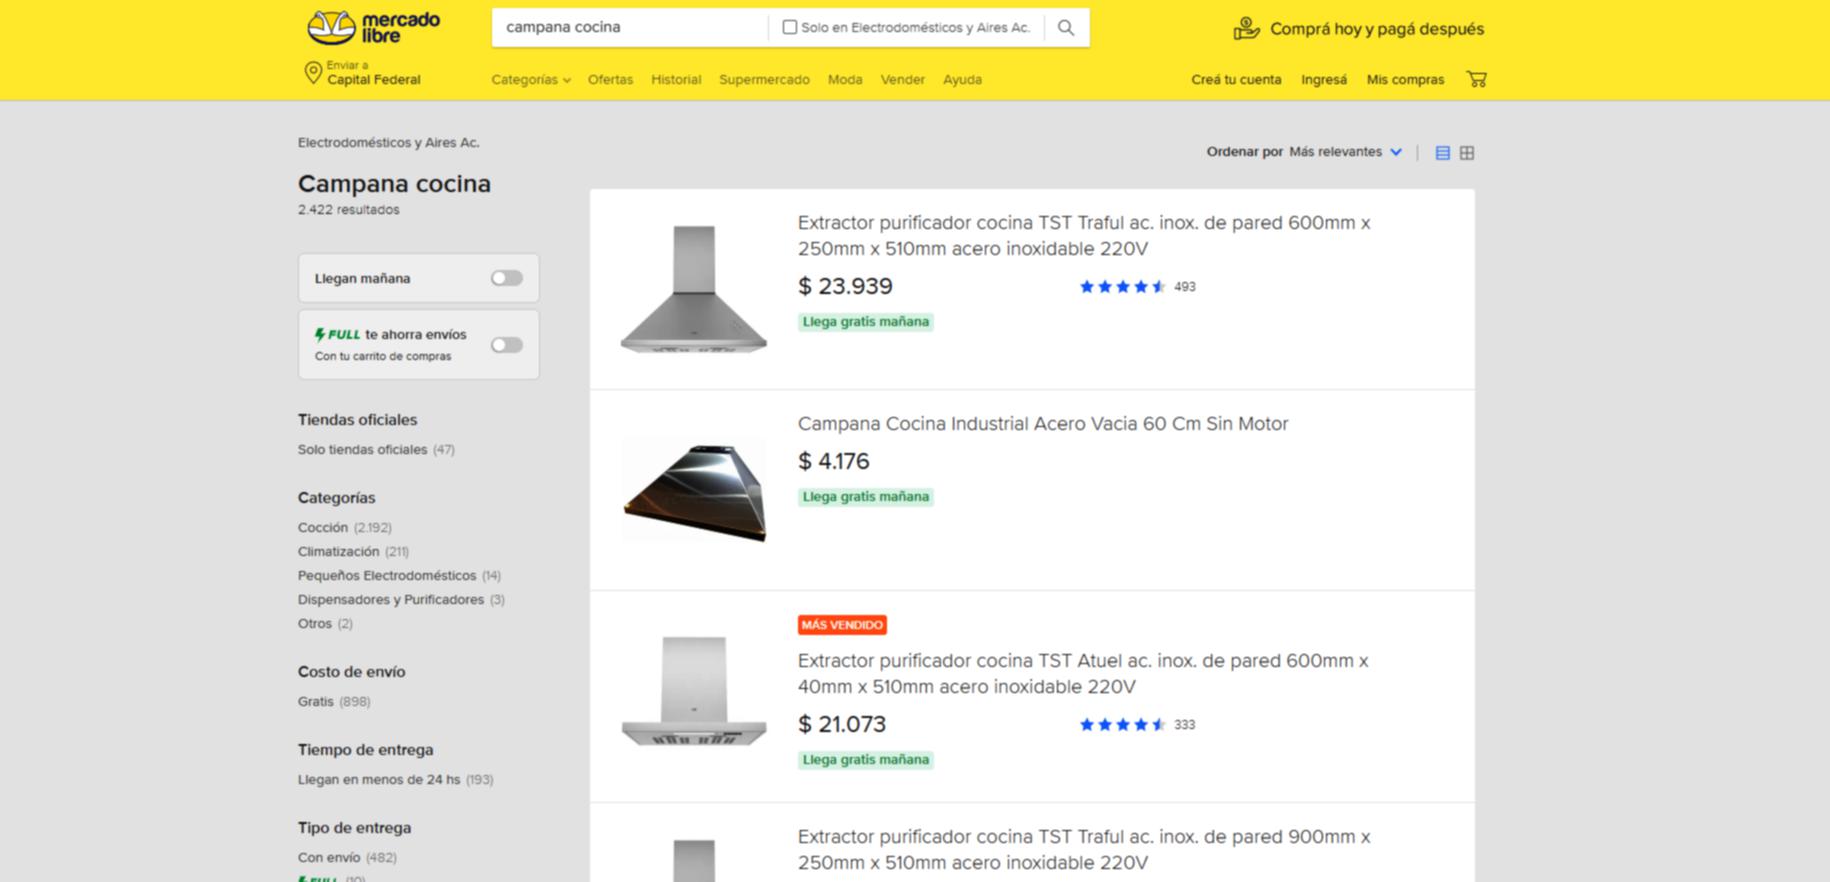 mercado
libre
campana cocina
Solo en Electrodomésticos y Aires Ac.
Comprá hoy y pagá después
Enviar a
Capital Federal
Categorías
Ofertas
Historial
Supermercado
Moda
Vender
Ayuda
Creá tu cuenta
Ingresá
Mis compras
Electrodomésticos y Aires Ac.
Campana cocina
2.422 resultados
Llegan mañana
FULL te ahorra envíos
Con tu carrito de compras
Tiendas oficiales
Solo tiendas oficiales (47)
Categorías
Cocción (2.192)
Climatización (211)
Pequeños Electrodomésticos (14)
Dispensadores y Purificadores (3)
Otros (2)
Costo de envío
Gratis (898)
Tiempo de entrega
Llegan en menos de 24 hs (193)
Tipo de entrega
Con envío (482)
FULL (10)
Ordenar por Más relevantes
Extractor purificador cocina TST Traful ac. inox. de pared 600mm x
250mm x 510mm acero inoxidable 220V
$ 23.939
493
Llega gratis mañana
Campana Cocina Industrial Acero Vacia 60 Cm Sin Motor
$ 4.176
Llega gratis mañana
MÁS VENDIDO
Extractor purificador cocina TST Atuel ac. inox. de pared 600mm x
40mm x 510mm acero inoxidable 220V
$ 21.073
333
Llega gratis mañana
Extractor purificador cocina TST Traful ac. inox. de pared 900mm x
250mm x 510mm acero inoxidable 220V